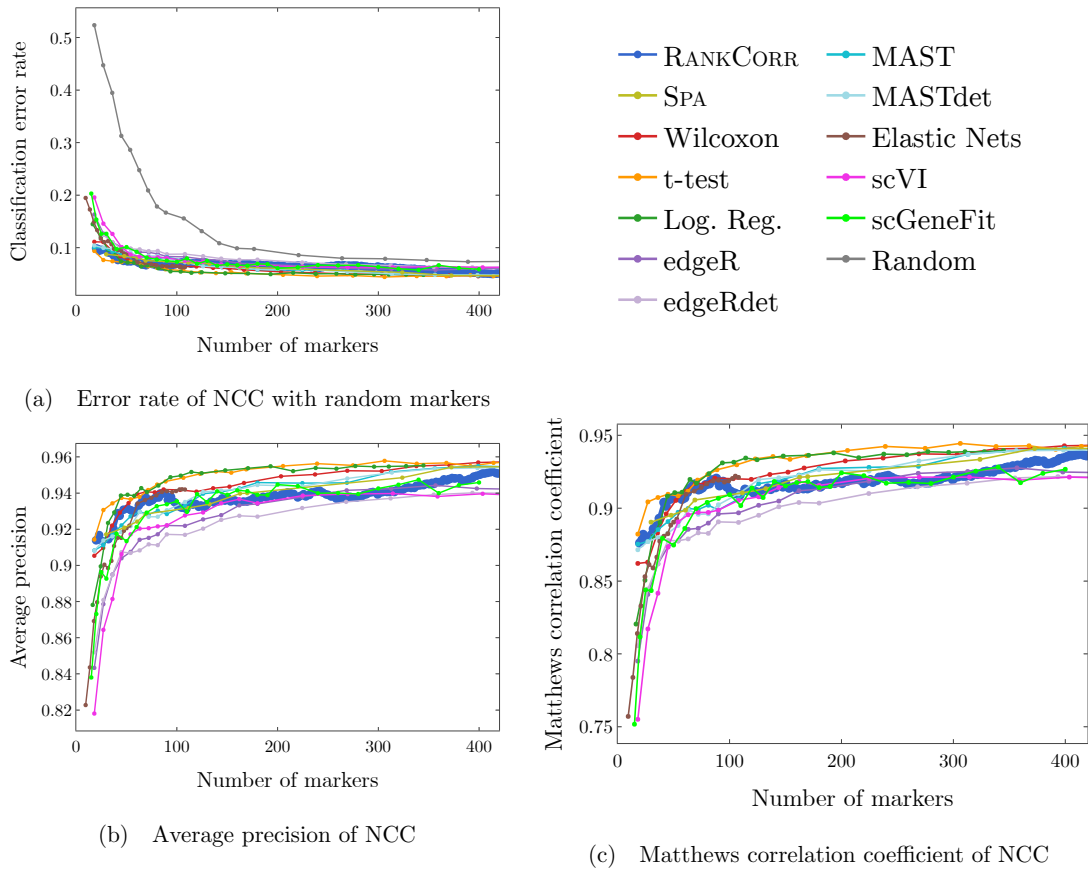 0.5
0.4
0.3
0.2
0.1
0
100
200
300
400
Classification error rate
Number of markers
(a) Error rate of NCC with random markers
RANKCORR
SPA
Wilcoxon
t-test
Log. Reg.
edgeR
edgeRdet
MAST
MASTdet
Elastic Nets
scVI
scGeneFit
Random
0.96
0.94
0.92
0.9
0.88
0.86
0.84
0.82
0
100
200
300
400
Average precision
Number of markers
(b) Average precision of NCC
0.95
0.9
0.85
0.8
0.75
0
100
200
300
400
Matthews correlation coefficient
Number of markers
(c) Matthews correlation coefficient of NCC